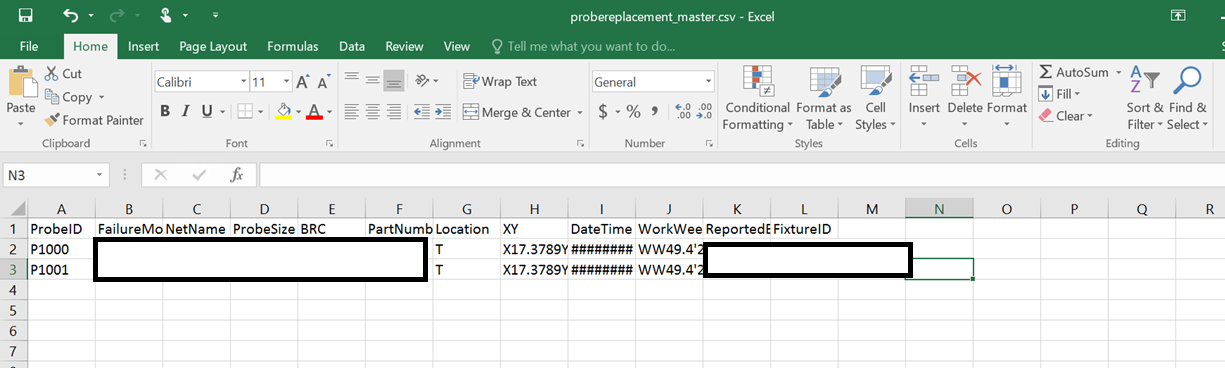 probereplacement_master.csv - Excel
File Home Insert Page Layout Formulas Data Review View Tell me what you want to do...
Paste
Cut
Copy
Format Painter
Clipboard
Calibri 11
A A
B I U A
Font
Wrap Text
Merge & Center
Alignment
General
$ % , .0 .00 .00 .0
Number
Conditional Formatting
Format as Table
Cell Styles
Styles
Insert Delete Format
Cells
AutoSum
Fill
Clear
Sort & Filter
Find & Select
Editing
N3 fx
A B C D E F G H I J K L M N O P Q R
1 ProbeID FailureMo NetName ProbeSize BRC PartNumb Location XY DateTime WorkWee ReportedE FixtureID
2 P1000 T X17.3789Y ######## WW49.4'2
3 P1001 T X17.3789Y ######## WW49.4'2
4
5
6
7